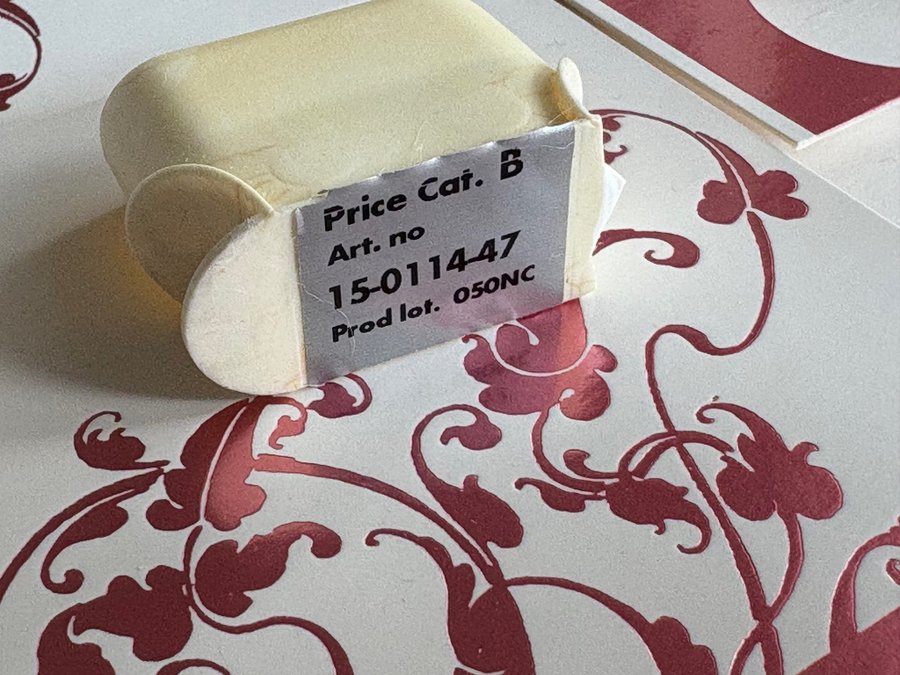 Price Cat. B
Art. no
15-0114-47
Prod lot. 050NC